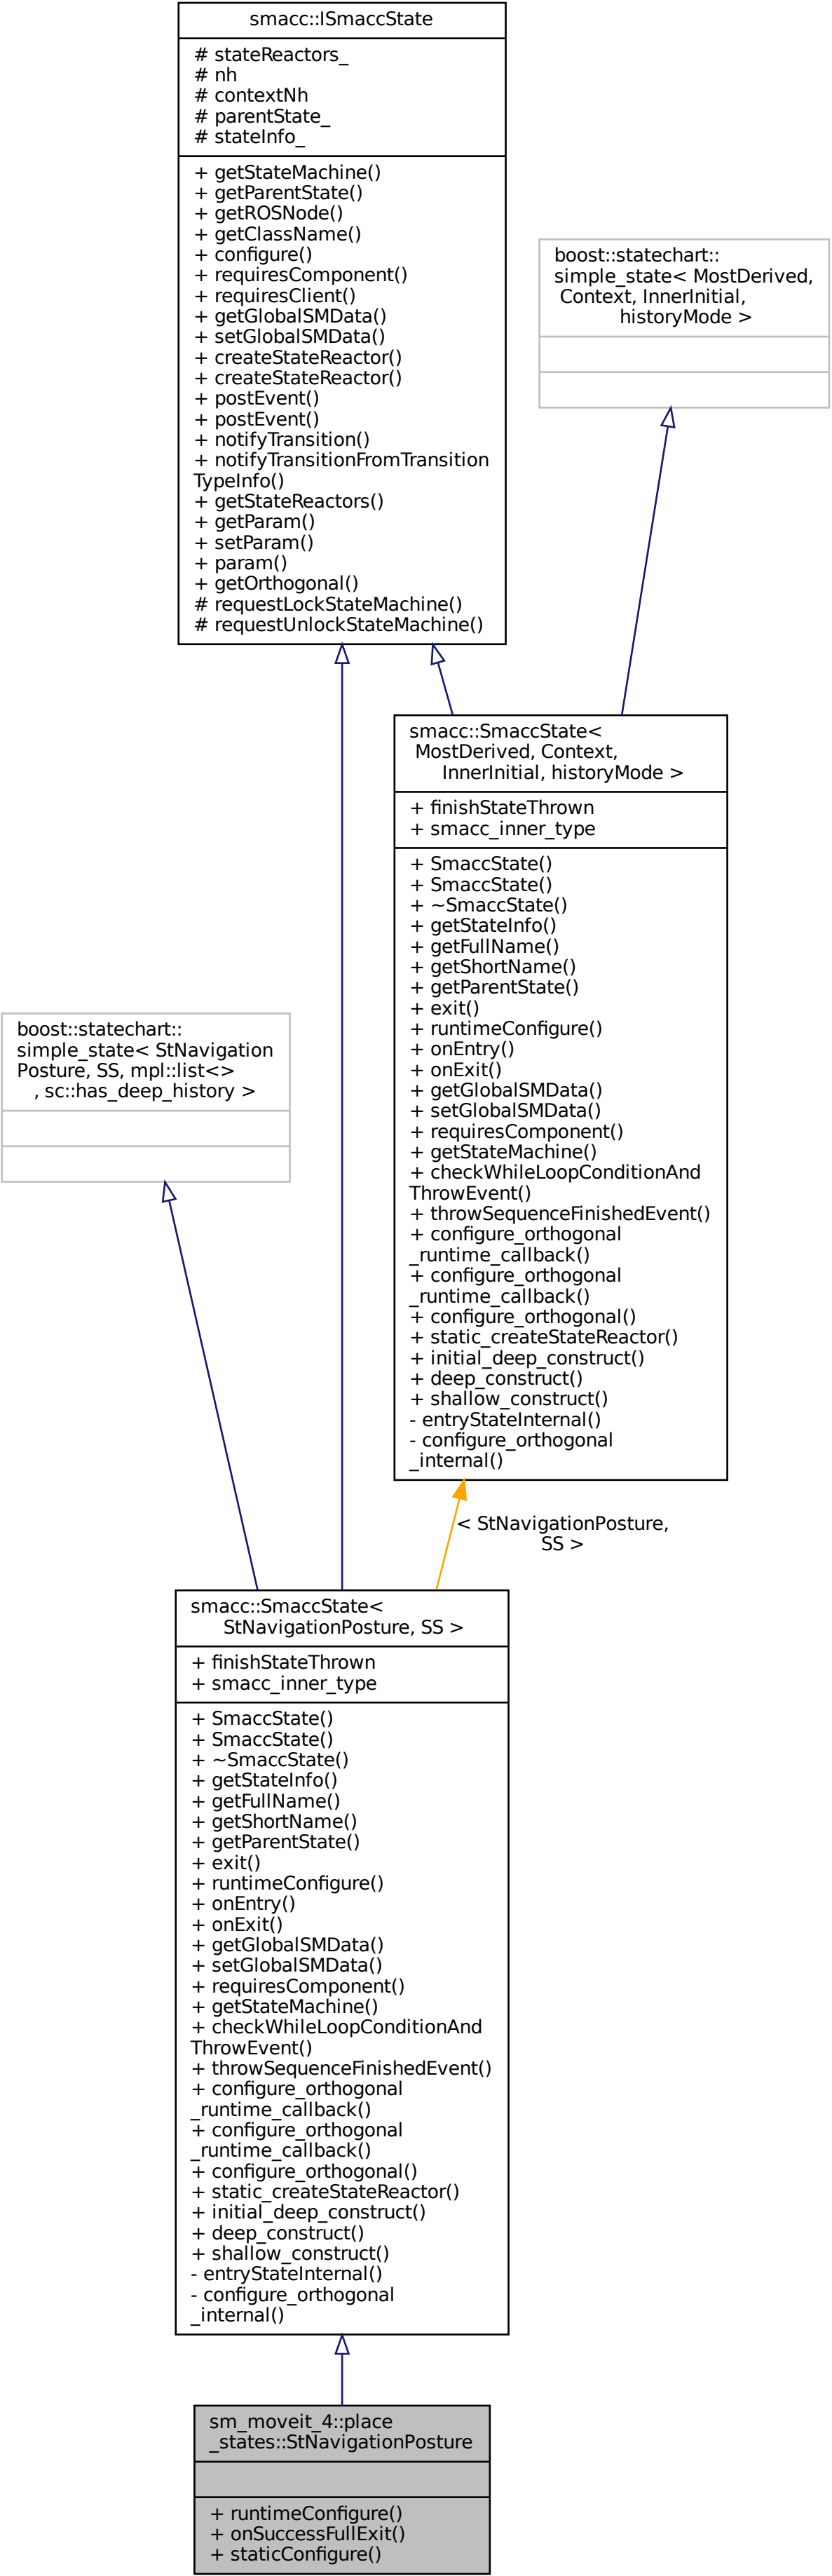 smacc::ISmaccState
# stateReactors_
# nh
# contextNh
# parentState_
# stateInfo_
+ getStateMachine()
+ getParentState()
+ getROSNode()
+ getClassName()
+ configure()
+ requiresComponent()
+ requiresClient()
+ getGlobalSMData()
+ setGlobalSMData()
+ createStateReactor()
+ createStateReactor()
+ postEvent()
+ postEvent()
+ notifyTransition()
+ notifyTransitionFromTransition
TypeInfo()
+ getStateReactors()
+ getParam()
+ setParam()
+ param()
+ getOrthogonal()
# requestLockStateMachine()
# requestUnlockStateMachine()
boost::statechart::
simple_state< MostDerived,
Context, InnerInitial,
historyMode >
smacc::SmaccState<
MostDerived, Context,
InnerInitial, historyMode >
+ finishStateThrown
+ smacc_inner_type
+ SmaccState()
+ SmaccState()
+ ~SmaccState()
+ getStateInfo()
+ getFullName()
+ getShortName()
+ getParentState()
+ exit()
+ runtimeConfigure()
+ onEntry()
+ onExit()
+ getGlobalSMData()
+ setGlobalSMData()
+ requiresComponent()
+ getStateMachine()
+ checkWhileLoopConditionAnd
ThrowEvent()
+ throwSequenceFinishedEvent()
+ configure_orthogonal
_runtime_callback()
+ configure_orthogonal
_runtime_callback()
+ configure_orthogonal()
+ static_createStateReactor()
+ initial_deep_construct()
+ deep_construct()
+ shallow_construct()
- entryStateInternal()
- configure_orthogonal
_internal()
boost::statechart::
simple_state< StNavigation
Posture, SS, mpl::list<>
, sc::has_deep_history >
< StNavigationPosture,
SS >
smacc::SmaccState<
StNavigationPosture, SS >
+ finishStateThrown
+ smacc_inner_type
+ SmaccState()
+ SmaccState()
+ ~SmaccState()
+ getStateInfo()
+ getFullName()
+ getShortName()
+ getParentState()
+ exit()
+ runtimeConfigure()
+ onEntry()
+ onExit()
+ getGlobalSMData()
+ setGlobalSMData()
+ requiresComponent()
+ getStateMachine()
+ checkWhileLoopConditionAnd
ThrowEvent()
+ throwSequenceFinishedEvent()
+ configure_orthogonal
_runtime_callback()
+ configure_orthogonal
_runtime_callback()
+ configure_orthogonal()
+ static_createStateReactor()
+ initial_deep_construct()
+ deep_construct()
+ shallow_construct()
- entryStateInternal()
- configure_orthogonal
_internal()
sm_moveit_4::place
_states::StNavigationPosture
+ runtimeConfigure()
+ onSuccessFullExit()
+ staticConfigure()